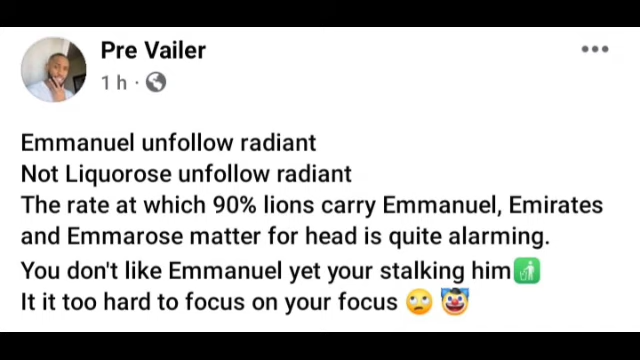 Pre Vailer
1 h ·
Emmanuel unfollow radiant
Not Liquorose unfollow radiant
The rate at which 90% lions carry Emmanuel, Emirates
and Emmarose matter for head is quite alarming.
You don't like Emmanuel yet your stalking him🚮
It it too hard to focus on your focus 🙄 🤡